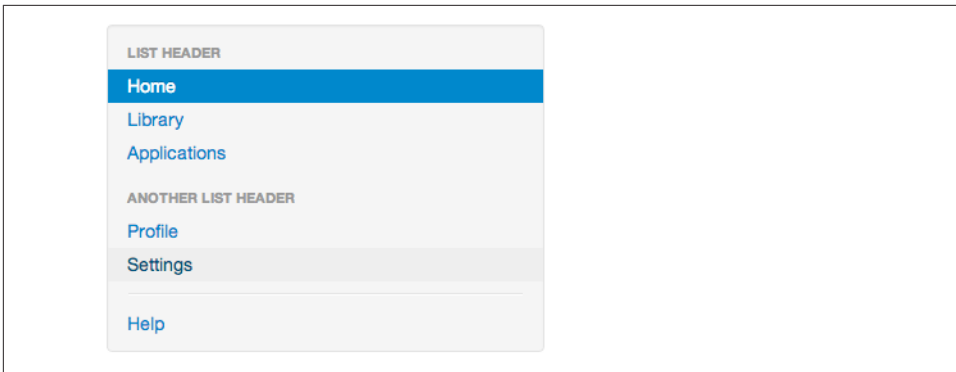 LIST HEADER
Home
Library
Applications
ANOTHER LIST HEADER
Profile
Settings
Help